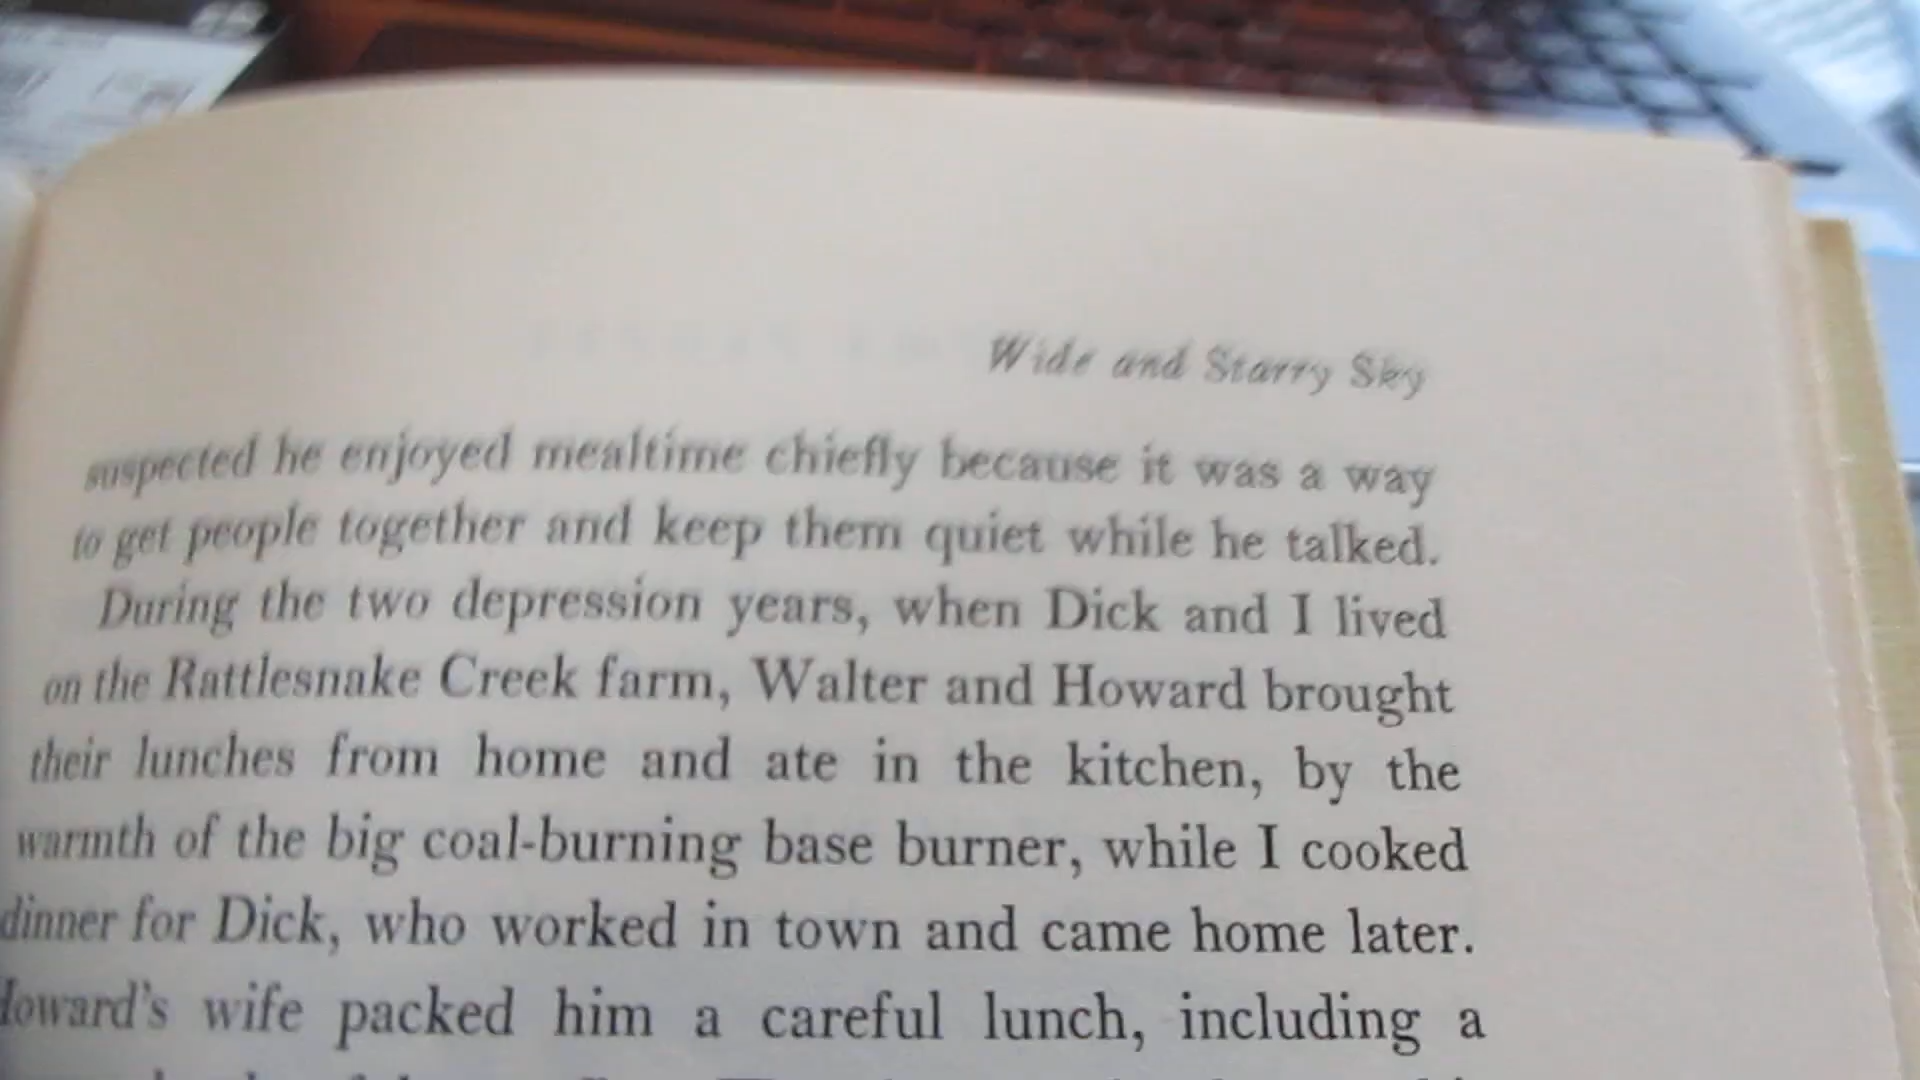 Wide and Starry Sky
suspected he enjoyed mealtime chiefly because it was a way
to get people together and keep them quiet while he talked.
During the two depression years, when Dick and I lived
on the Rattlesnake Creek farm, Walter and Howard brought
their lunches from home and ate in the kitchen, by the
warmth of the big coal-burning base burner, while I cooked
dinner for Dick, who worked in town and came home later.
Howard's wife packed him a careful lunch, including a